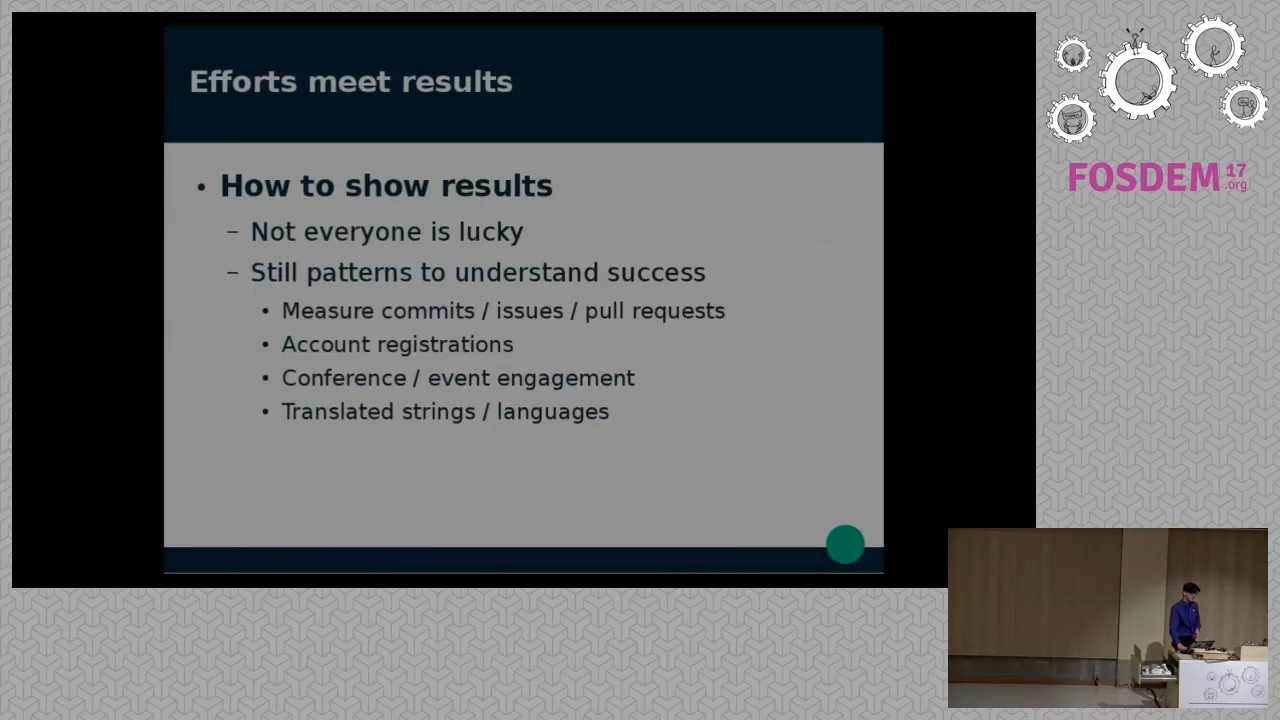 Efforts meet results
• How to show results
– Not everyone is lucky
– Still patterns to understand success
• Measure commits / issues / pull requests
• Account registrations
• Conference / event engagement
• Translated strings / languages
FOSDEM 17 .org